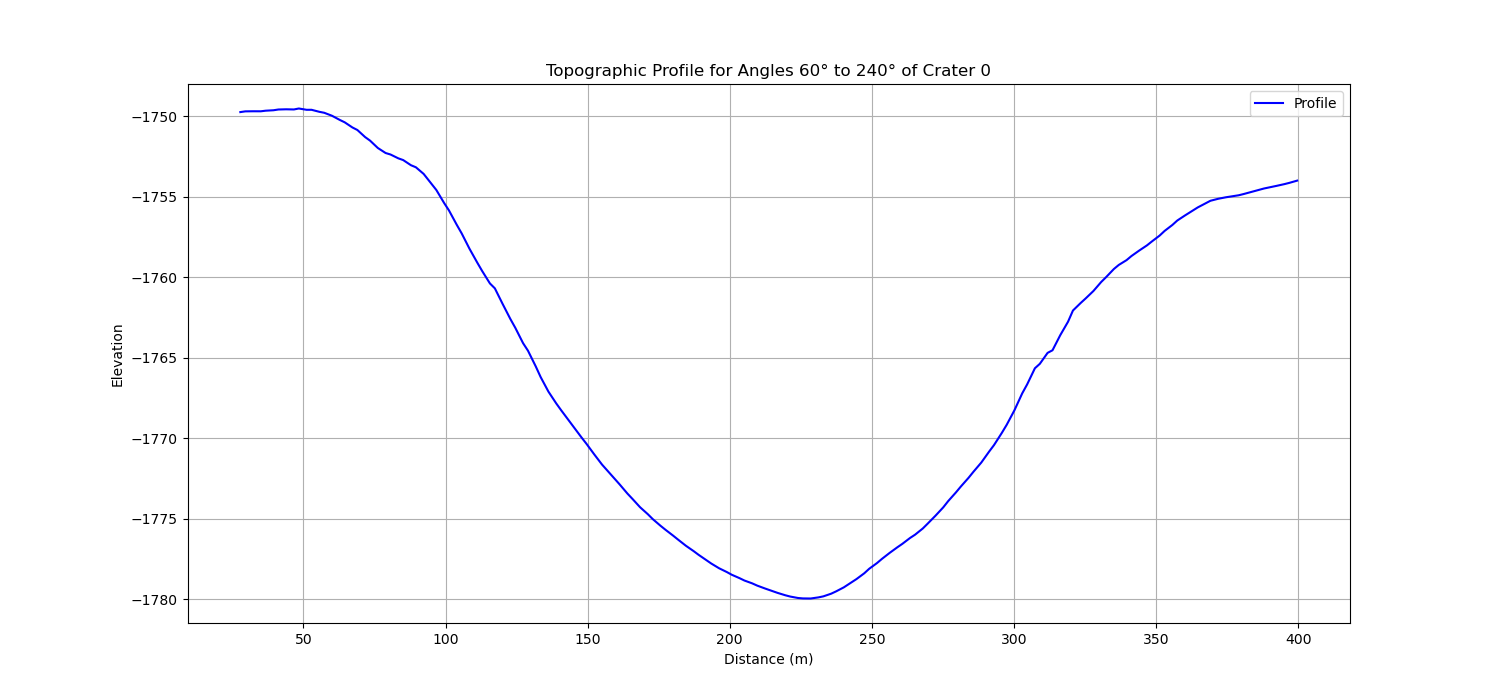 Topographic Profile for Angles 60° to 240° of Crater 0
Profile
−1750
−1755
−1760
−1765
−1770
−1775
−1780
Elevation
50 100 150 200 250 300 350 400
Distance (m)